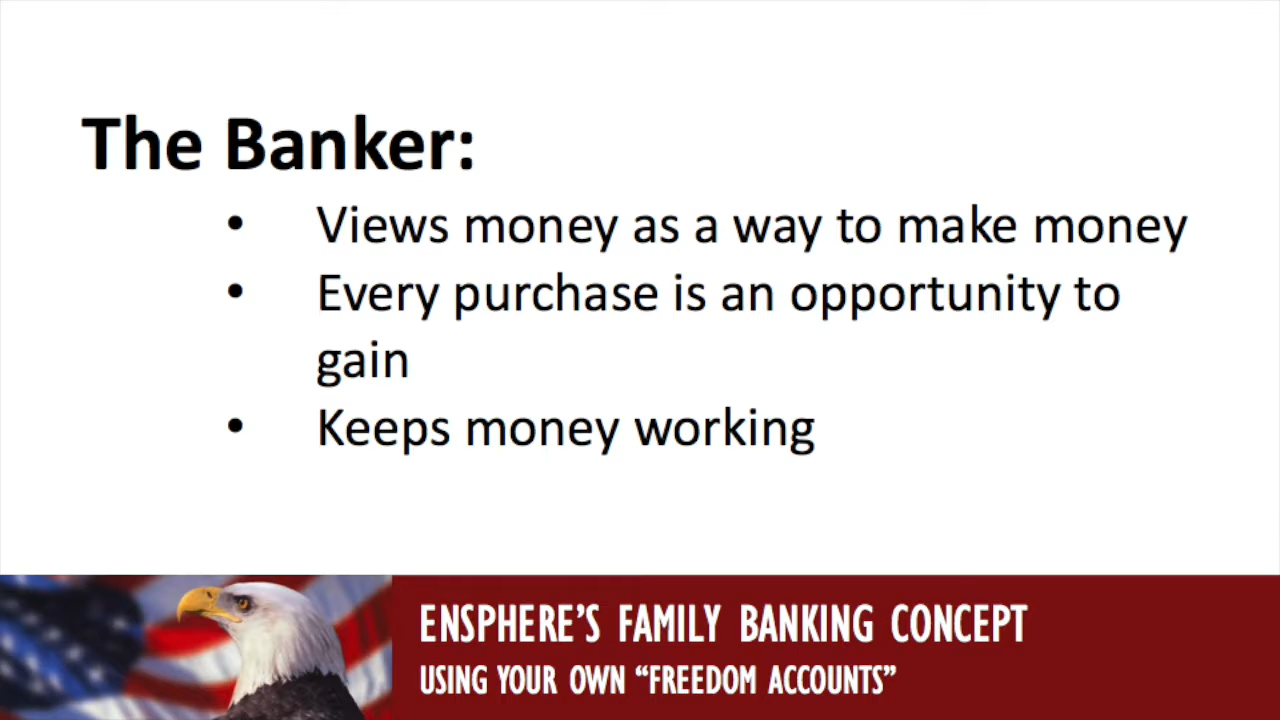 The Banker:
• Views money as a way to make money
• Every purchase is an opportunity to
gain
• Keeps money working
ENSPHERE'S FAMILY BANKING CONCEPT
USING YOUR OWN “FREEDOM ACCOUNTS”